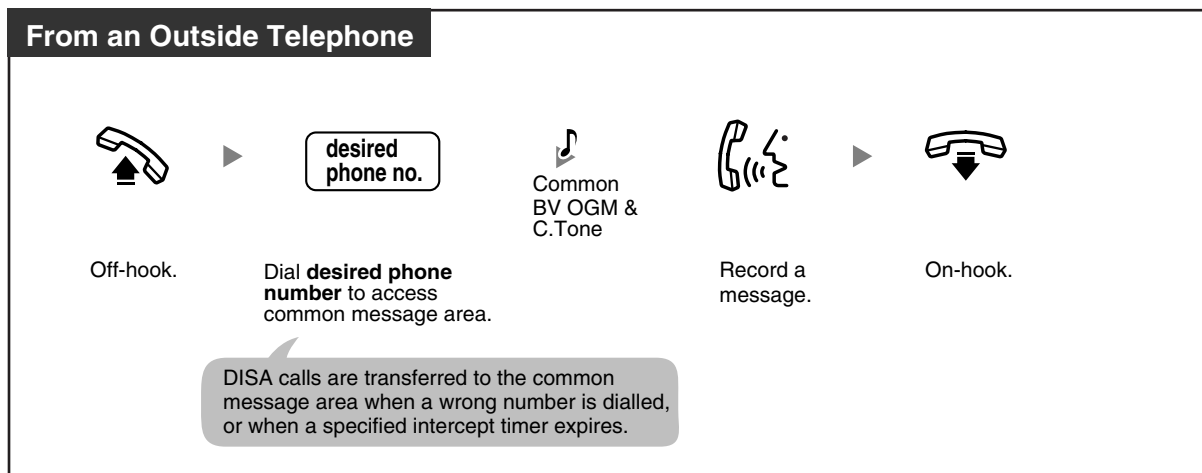 From an Outside Telephone
desired
phone no.
Common
BV OGM &
C.Tone
Off-hook.
Dial desired phone
number to access
common message area.
Record a
message.
On-hook.
DISA calls are transferred to the common
message area when a wrong number is dialled,
or when a specified intercept timer expires.